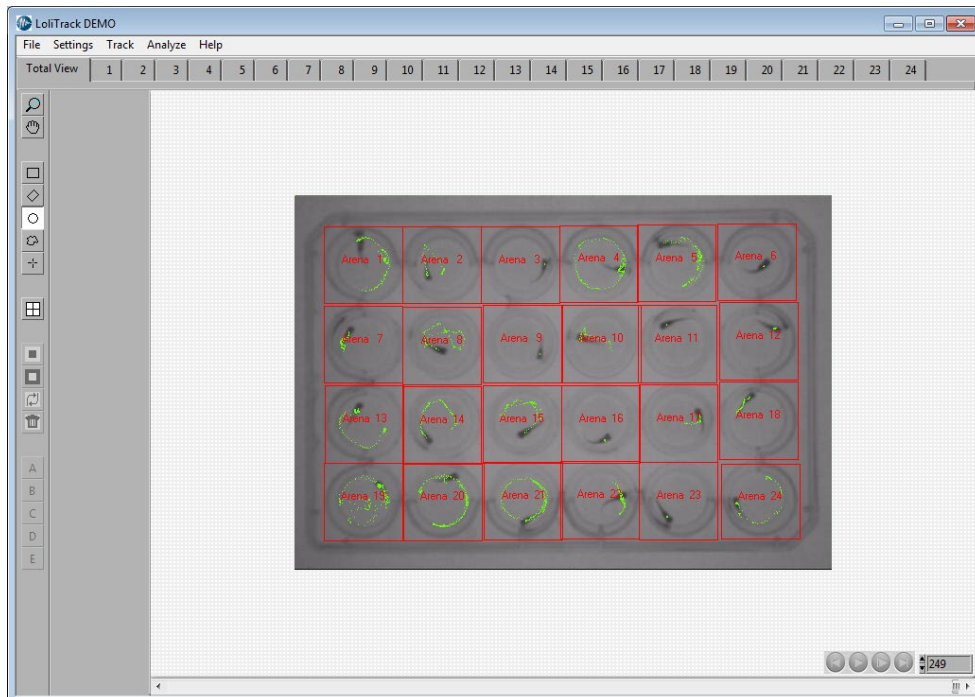 LoliTrack DEMO
File Settings Track Analyze Help
Total View 1 2 3 4 5 6 7 8 9 10 11 12 13 14 15 16 17 18 19 20 21 22 23 24
Arena 1 Arena 2 Arena 3 Arena 4 Arena 5 Arena 6
Arena 7 Arena 8 Arena 9 Arena 10 Arena 11 Arena 12
Arena 13 Arena 14 Arena 15 Arena 16 Arena 17 Arena 18
Arena 19 Arena 20 Arena 21 Arena 22 Arena 23 Arena 24
A
B
C
D
E
249